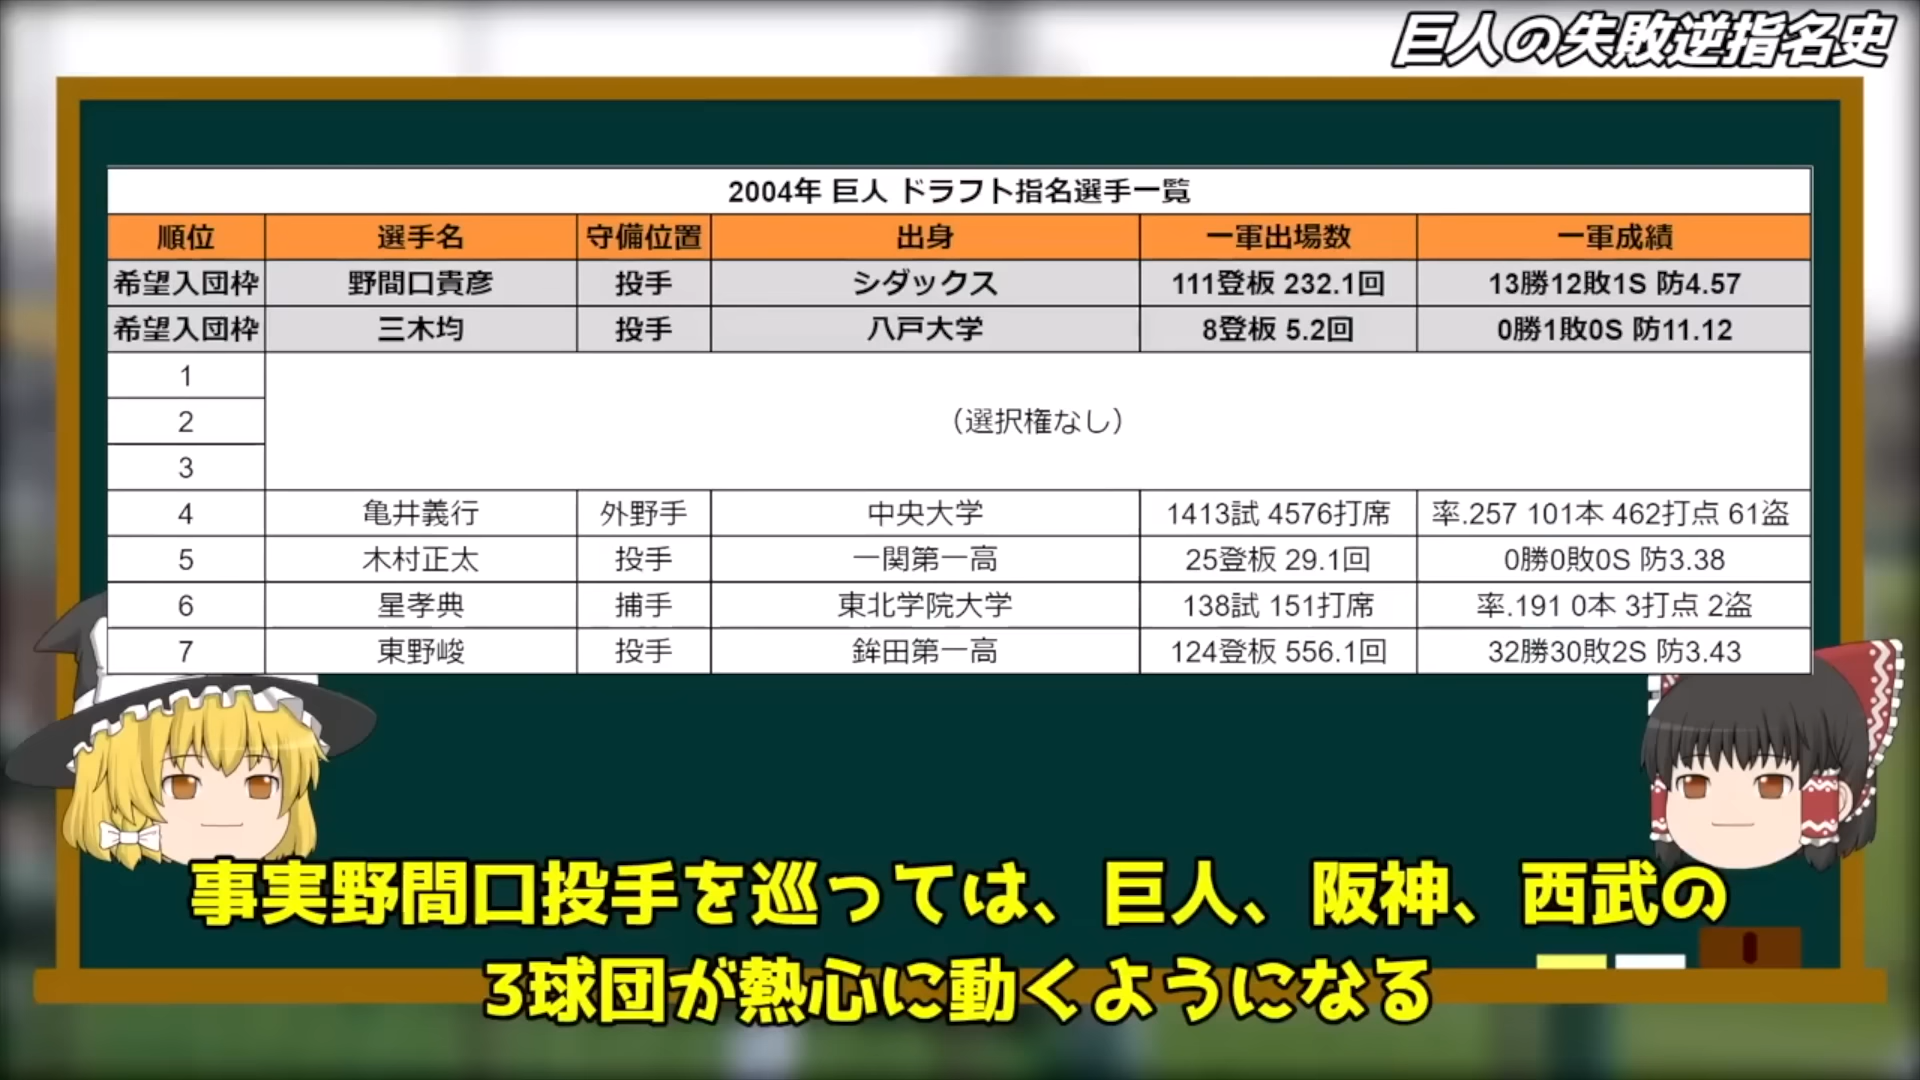 巨人の失敗逆指名史
2004年 巨人 ドラフト指名選手一覧
順位 選手名 守備位置 出身 一軍出場数 一軍成績
希望入団枠 野間口貴彦 投手 シダックス 111登板 232.1回 13勝12敗1S 防4.57
希望入団枠 三木均 投手 八戸大学 8登板 5.2回 0勝1敗0S 防11.12
1
2 （選択権なし）
3
4 亀井義行 外野手 中央大学 1413試 4576打席 率.257 101本 462打点 61盗
5 木村正太 投手 一関第一高 25登板 29.1回 0勝0敗0S 防3.38
6 星孝典 捕手 東北学院大学 138試 151打席 率.191 0本 3打点 2盗
7 東野峻 投手 鉾田第一高 124登板 556.1回 32勝30敗2S 防3.43
事実野間口投手を巡っては、巨人、阪神、西武の
3球団が熱心に動くようになる